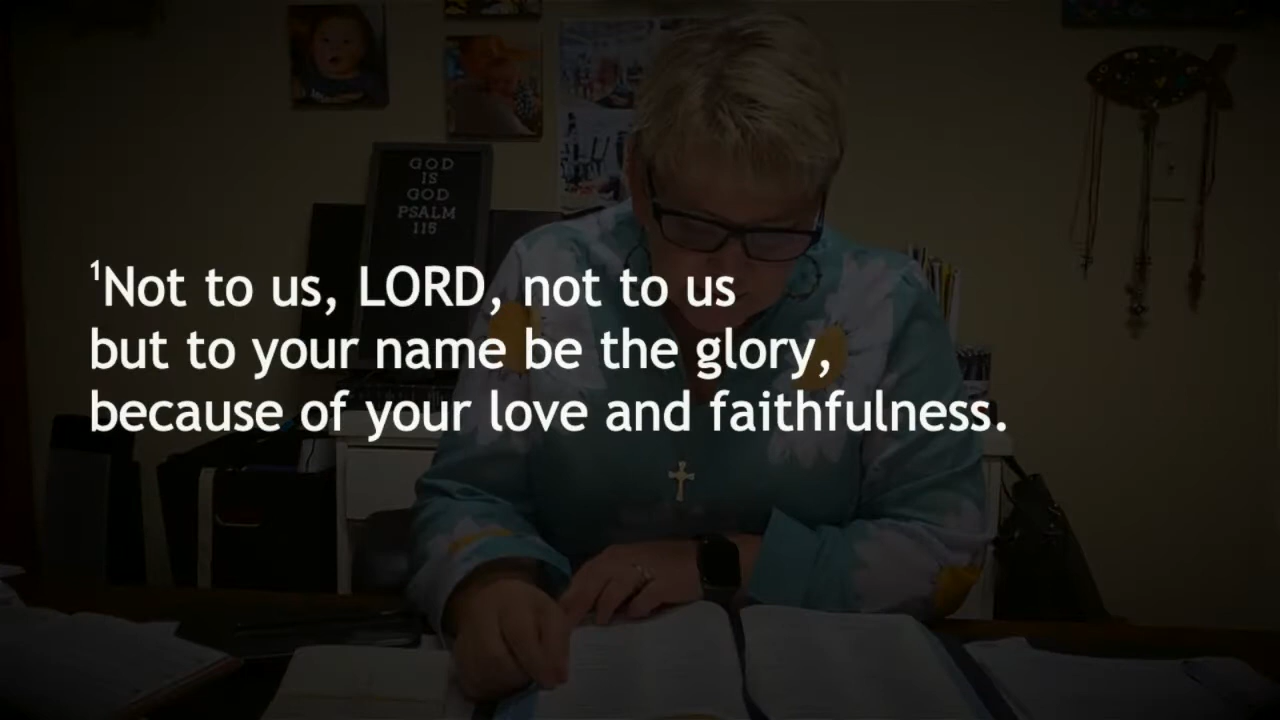 GOD
IS
GOD
PSALM
115
¹Not to us, LORD, not to us
but to your name be the glory,
because of your love and faithfulness.